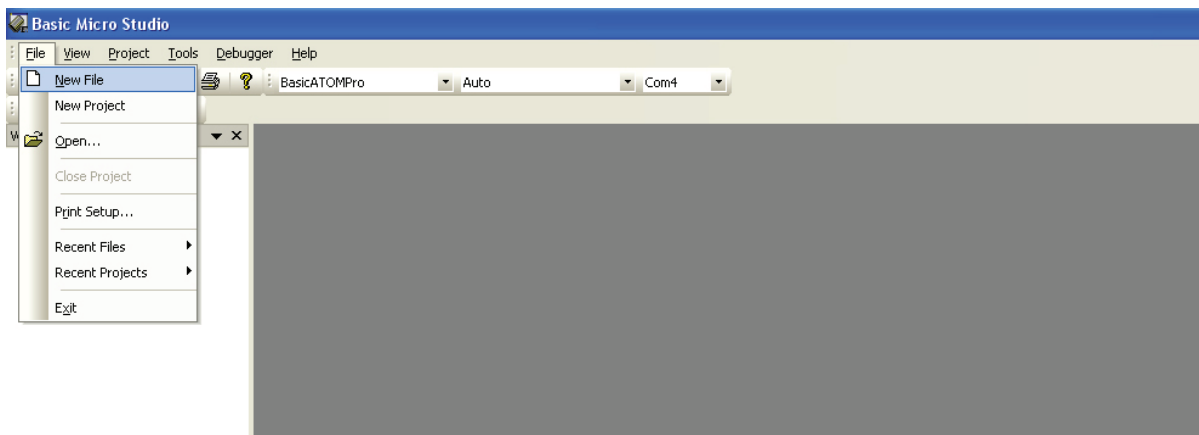 Basic Micro Studio
File View Project Tools Debugger Help
New File
BasicATOMPro Auto Com4
New Project
Open...
Close Project
Print Setup...
Recent Files
Recent Projects
Exit